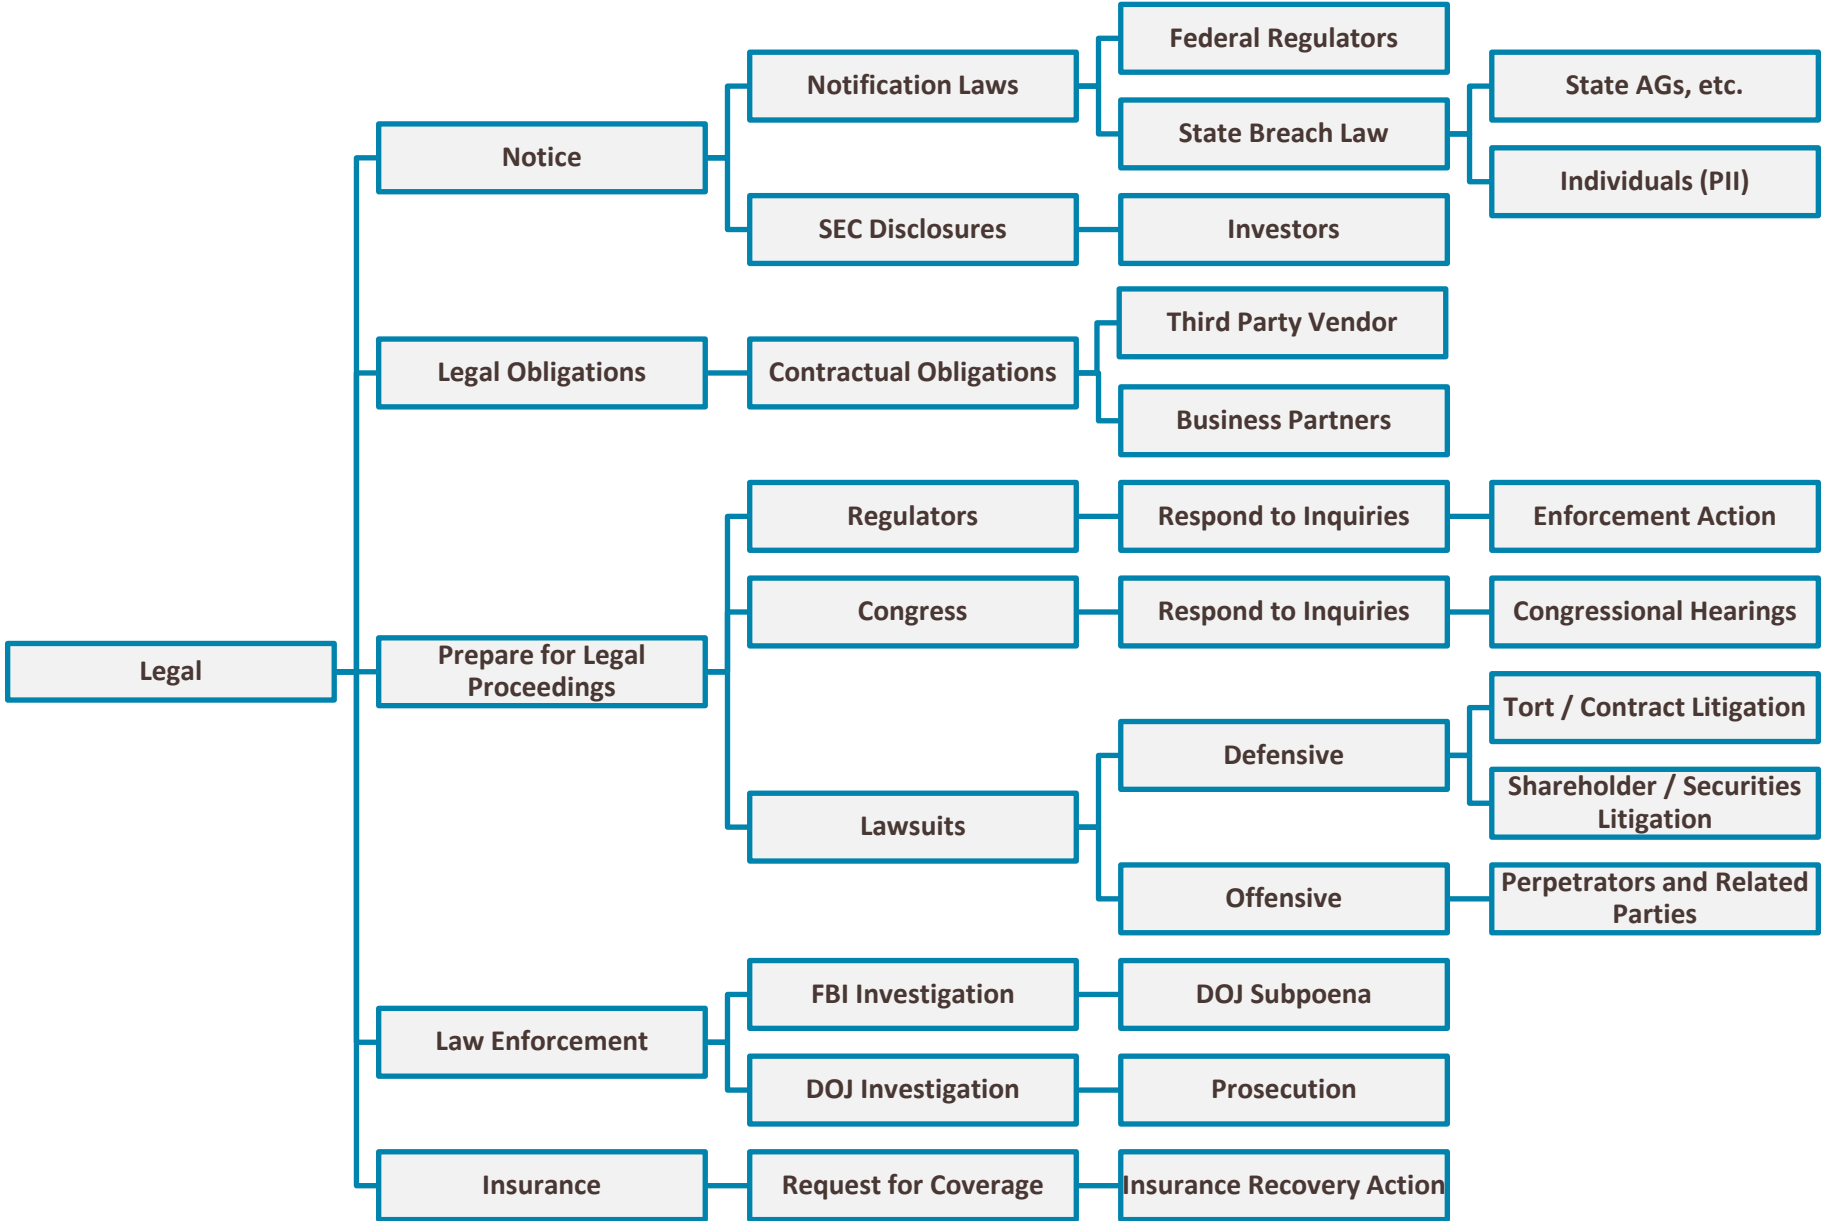 Legal
Notice
Notification Laws
Federal Regulators
State Breach Law
State AGs, etc.
Individuals (PII)
SEC Disclosures
Investors
Legal Obligations
Contractual Obligations
Third Party Vendor
Business Partners
Prepare for Legal
Proceedings
Regulators
Respond to Inquiries
Enforcement Action
Congress
Respond to Inquiries
Congressional Hearings
Lawsuits
Defensive
Tort / Contract Litigation
Shareholder / Securities
Litigation
Offensive
Perpetrators and Related
Parties
Law Enforcement
FBI Investigation
DOJ Subpoena
DOJ Investigation
Prosecution
Insurance
Request for Coverage
Insurance Recovery Action